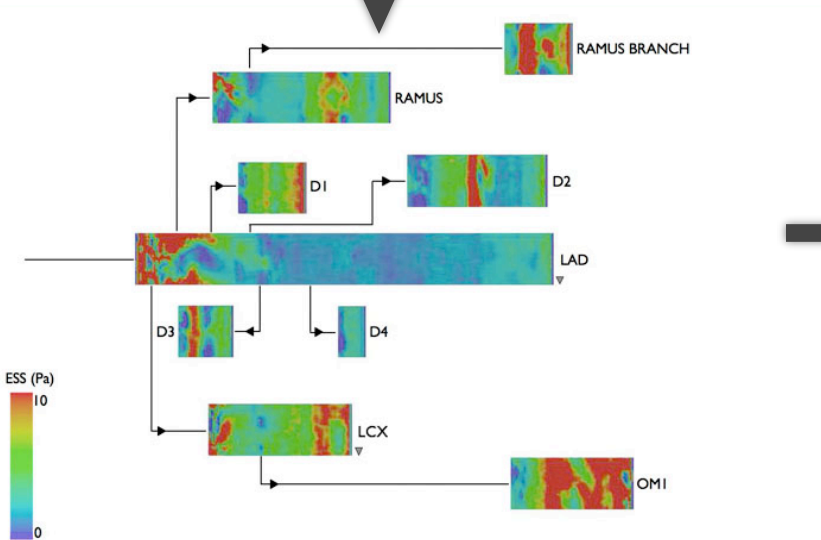 RAMUS BRANCH
RAMUS
D1
D2
LAD
D3
D4
ESS (Pa)
10
LCX
OM1
0